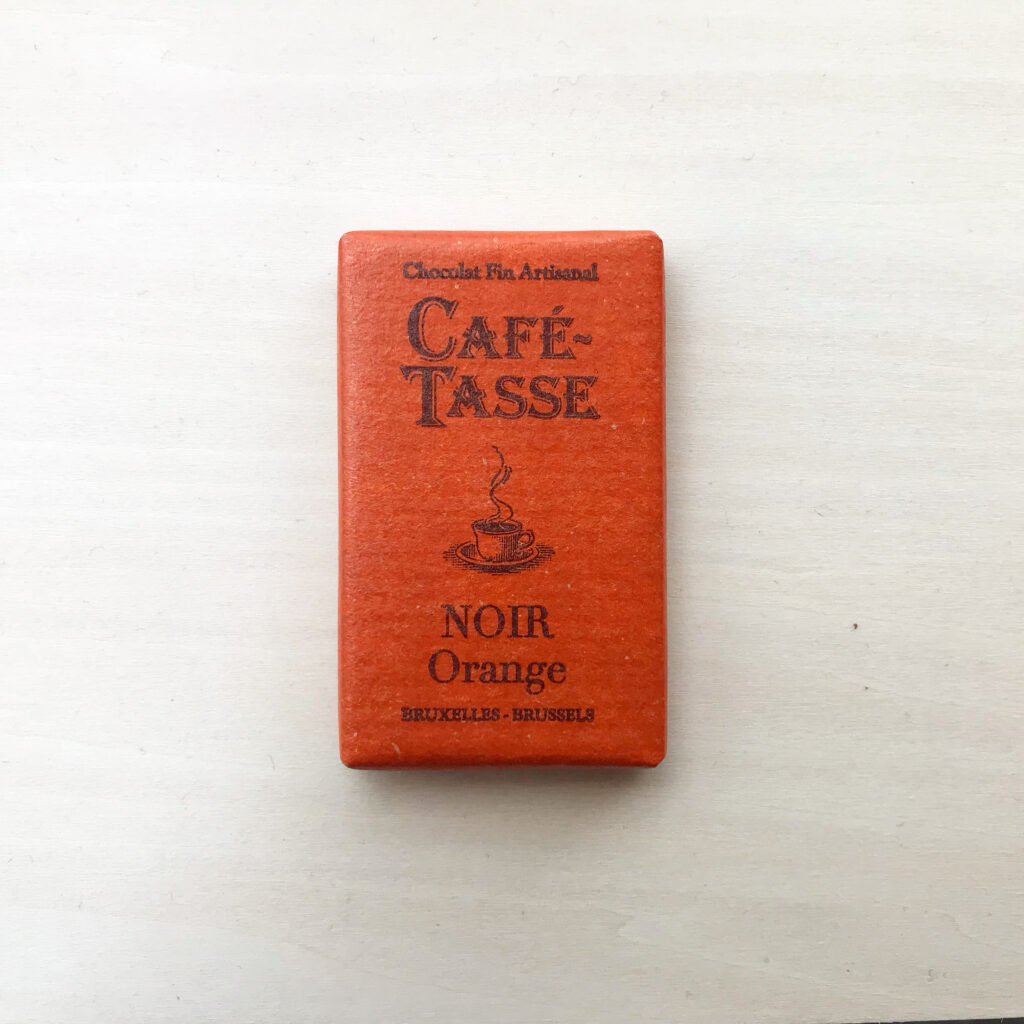 Chocolat Fin Artisanal
CAFÉ-
TASSE
NOIR
Orange
BRUXELLES - BRUSSELS